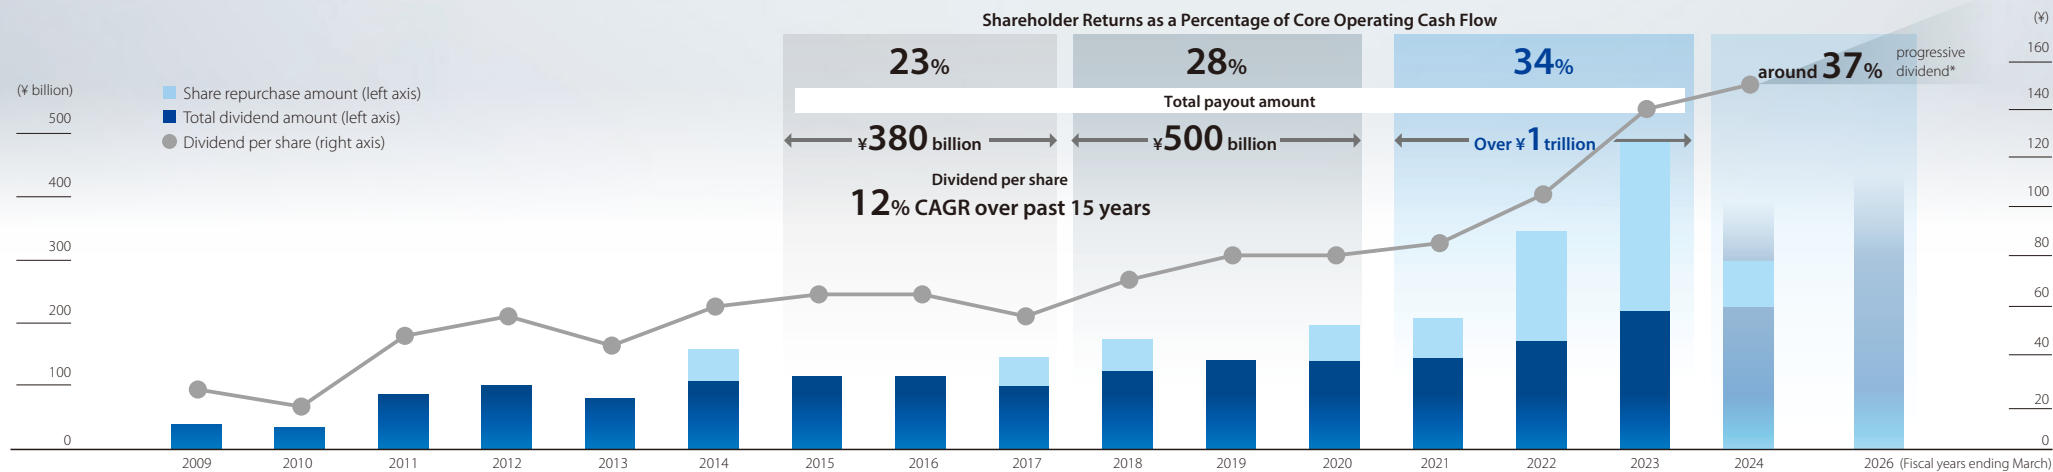 Shareholder Returns as a Percentage of Core Operating Cash Flow
(¥)
23%
28%
34%
around 37%
progressive
dividend*
(¥ billion)
Share repurchase amount (left axis)
Total dividend amount (left axis)
Dividend per share (right axis)
Total payout amount
¥380 billion
¥500 billion
Over ¥1 trillion
Dividend per share
12% CAGR over past 15 years
500
400
300
200
100
0
160
140
120
100
80
60
40
20
0
2009
2010
2011
2012
2013
2014
2015
2016
2017
2018
2019
2020
2021
2022
2023
2024
2026 (Fiscal years ending March)